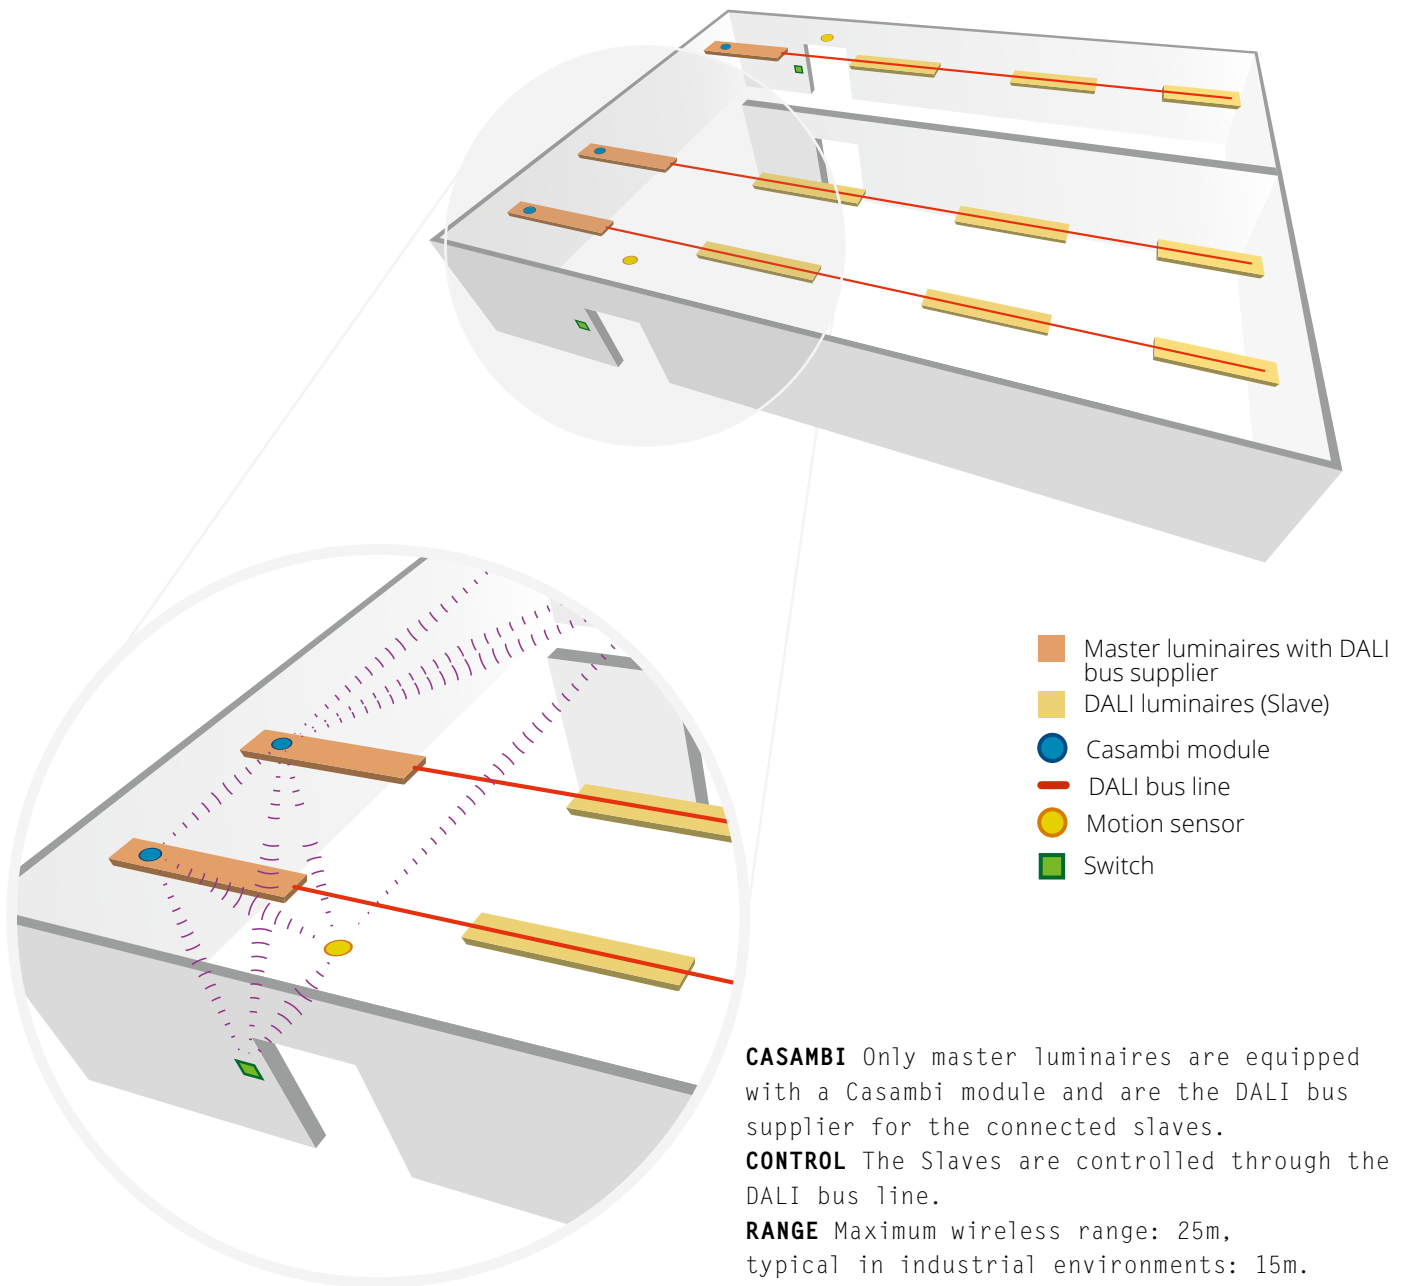 Master luminaires with DALI
bus supplier
DALI luminaires (Slave)
Casambi module
DALI bus line
Motion sensor
Switch
CASAMBI Only master luminaires are equipped
with a Casambi module and are the DALI bus
supplier for the connected slaves.
CONTROL The Slaves are controlled through the
DALI bus line.
RANGE Maximum wireless range: 25m,
typical in industrial environments: 15m.